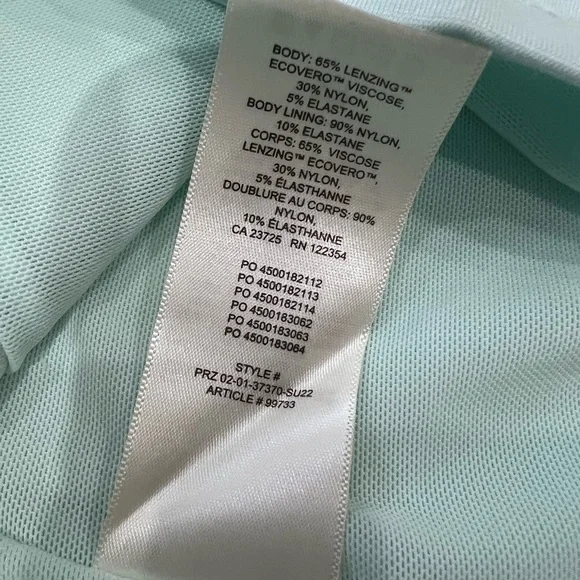 BODY: 65% LENZING™
ECOVERO™ VISCOSE,
30% NYLON,
5% ELASTANE
BODY LINING: 90% NYLON,
10% ELASTANE
CORPS: 65% VISCOSE
LENZING™ ECOVERO™,
30% NYLON,
5% ÉLASTHANNE
DOUBLURE AU CORPS: 90%
NYLON,
10% ÉLASTHANNE
CA 23725 RN 122354
PO 4500182112
PO 4500182113
PO 4500182114
PO 4500183062
PO 4500183063
PO 4500183064
STYLE #
PRZ 02-01-37370-SU22
ARTICLE # 99733